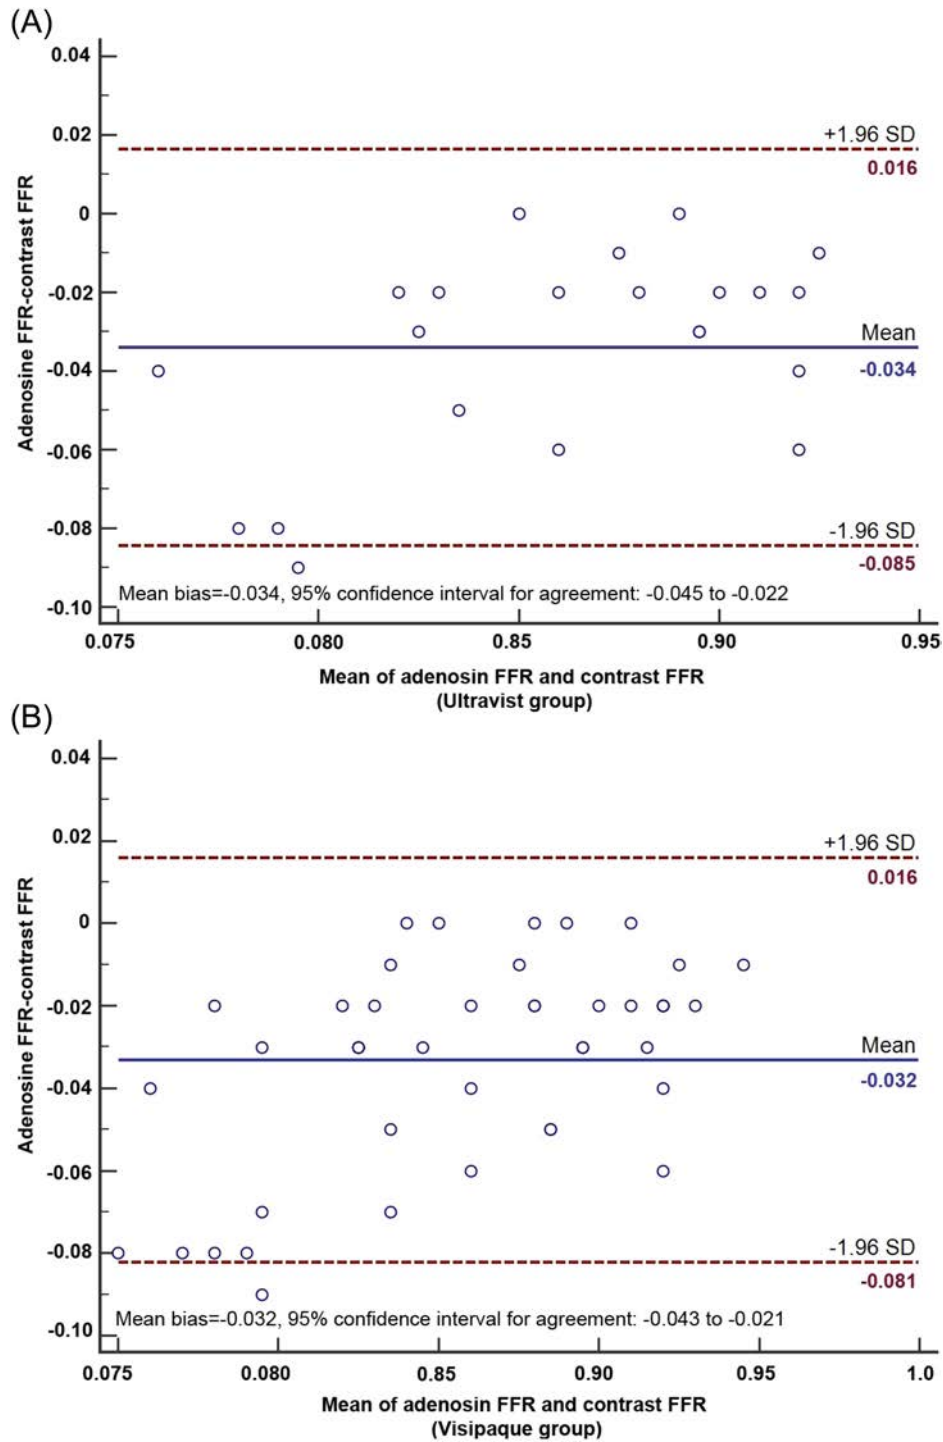 (A)
0.04
0.02
0
-0.02
-0.04
-0.06
-0.08
-0.10
Adenosine FFR-contrast FFR
+1.96 SD
0.016
Mean
-0.034
-1.96 SD
-0.085
Mean bias=-0.034, 95% confidence interval for agreement: -0.045 to -0.022
0.075 0.080 0.85 0.90 0.95
Mean of adenosin FFR and contrast FFR
(Ultravist group)
(B)
0.04
0.02
0
-0.02
-0.04
-0.06
-0.08
-0.10
Adenosine FFR-contrast FFR
+1.96 SD
0.016
Mean
-0.032
-1.96 SD
-0.081
Mean bias=-0.032, 95% confidence interval for agreement: -0.043 to -0.021
0.075 0.080 0.85 0.90 0.95 1.0
Mean of adenosin FFR and contrast FFR
(Visipaque group)